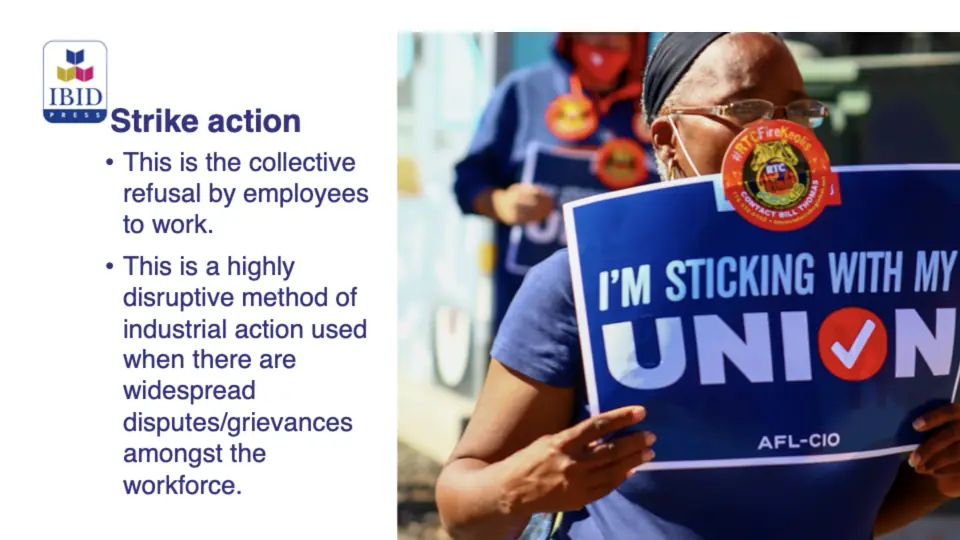 IBID
PRESS
Strike action
• This is the collective
refusal by employees
to work.
• This is a highly
disruptive method of
industrial action used
when there are
widespread
disputes/grievances
amongst the
workforce.
#RTCFireKeolis
RTC
CONTACT BILL THOMAS
I'M STICKING WITH MY
UNION
AFL-CIO